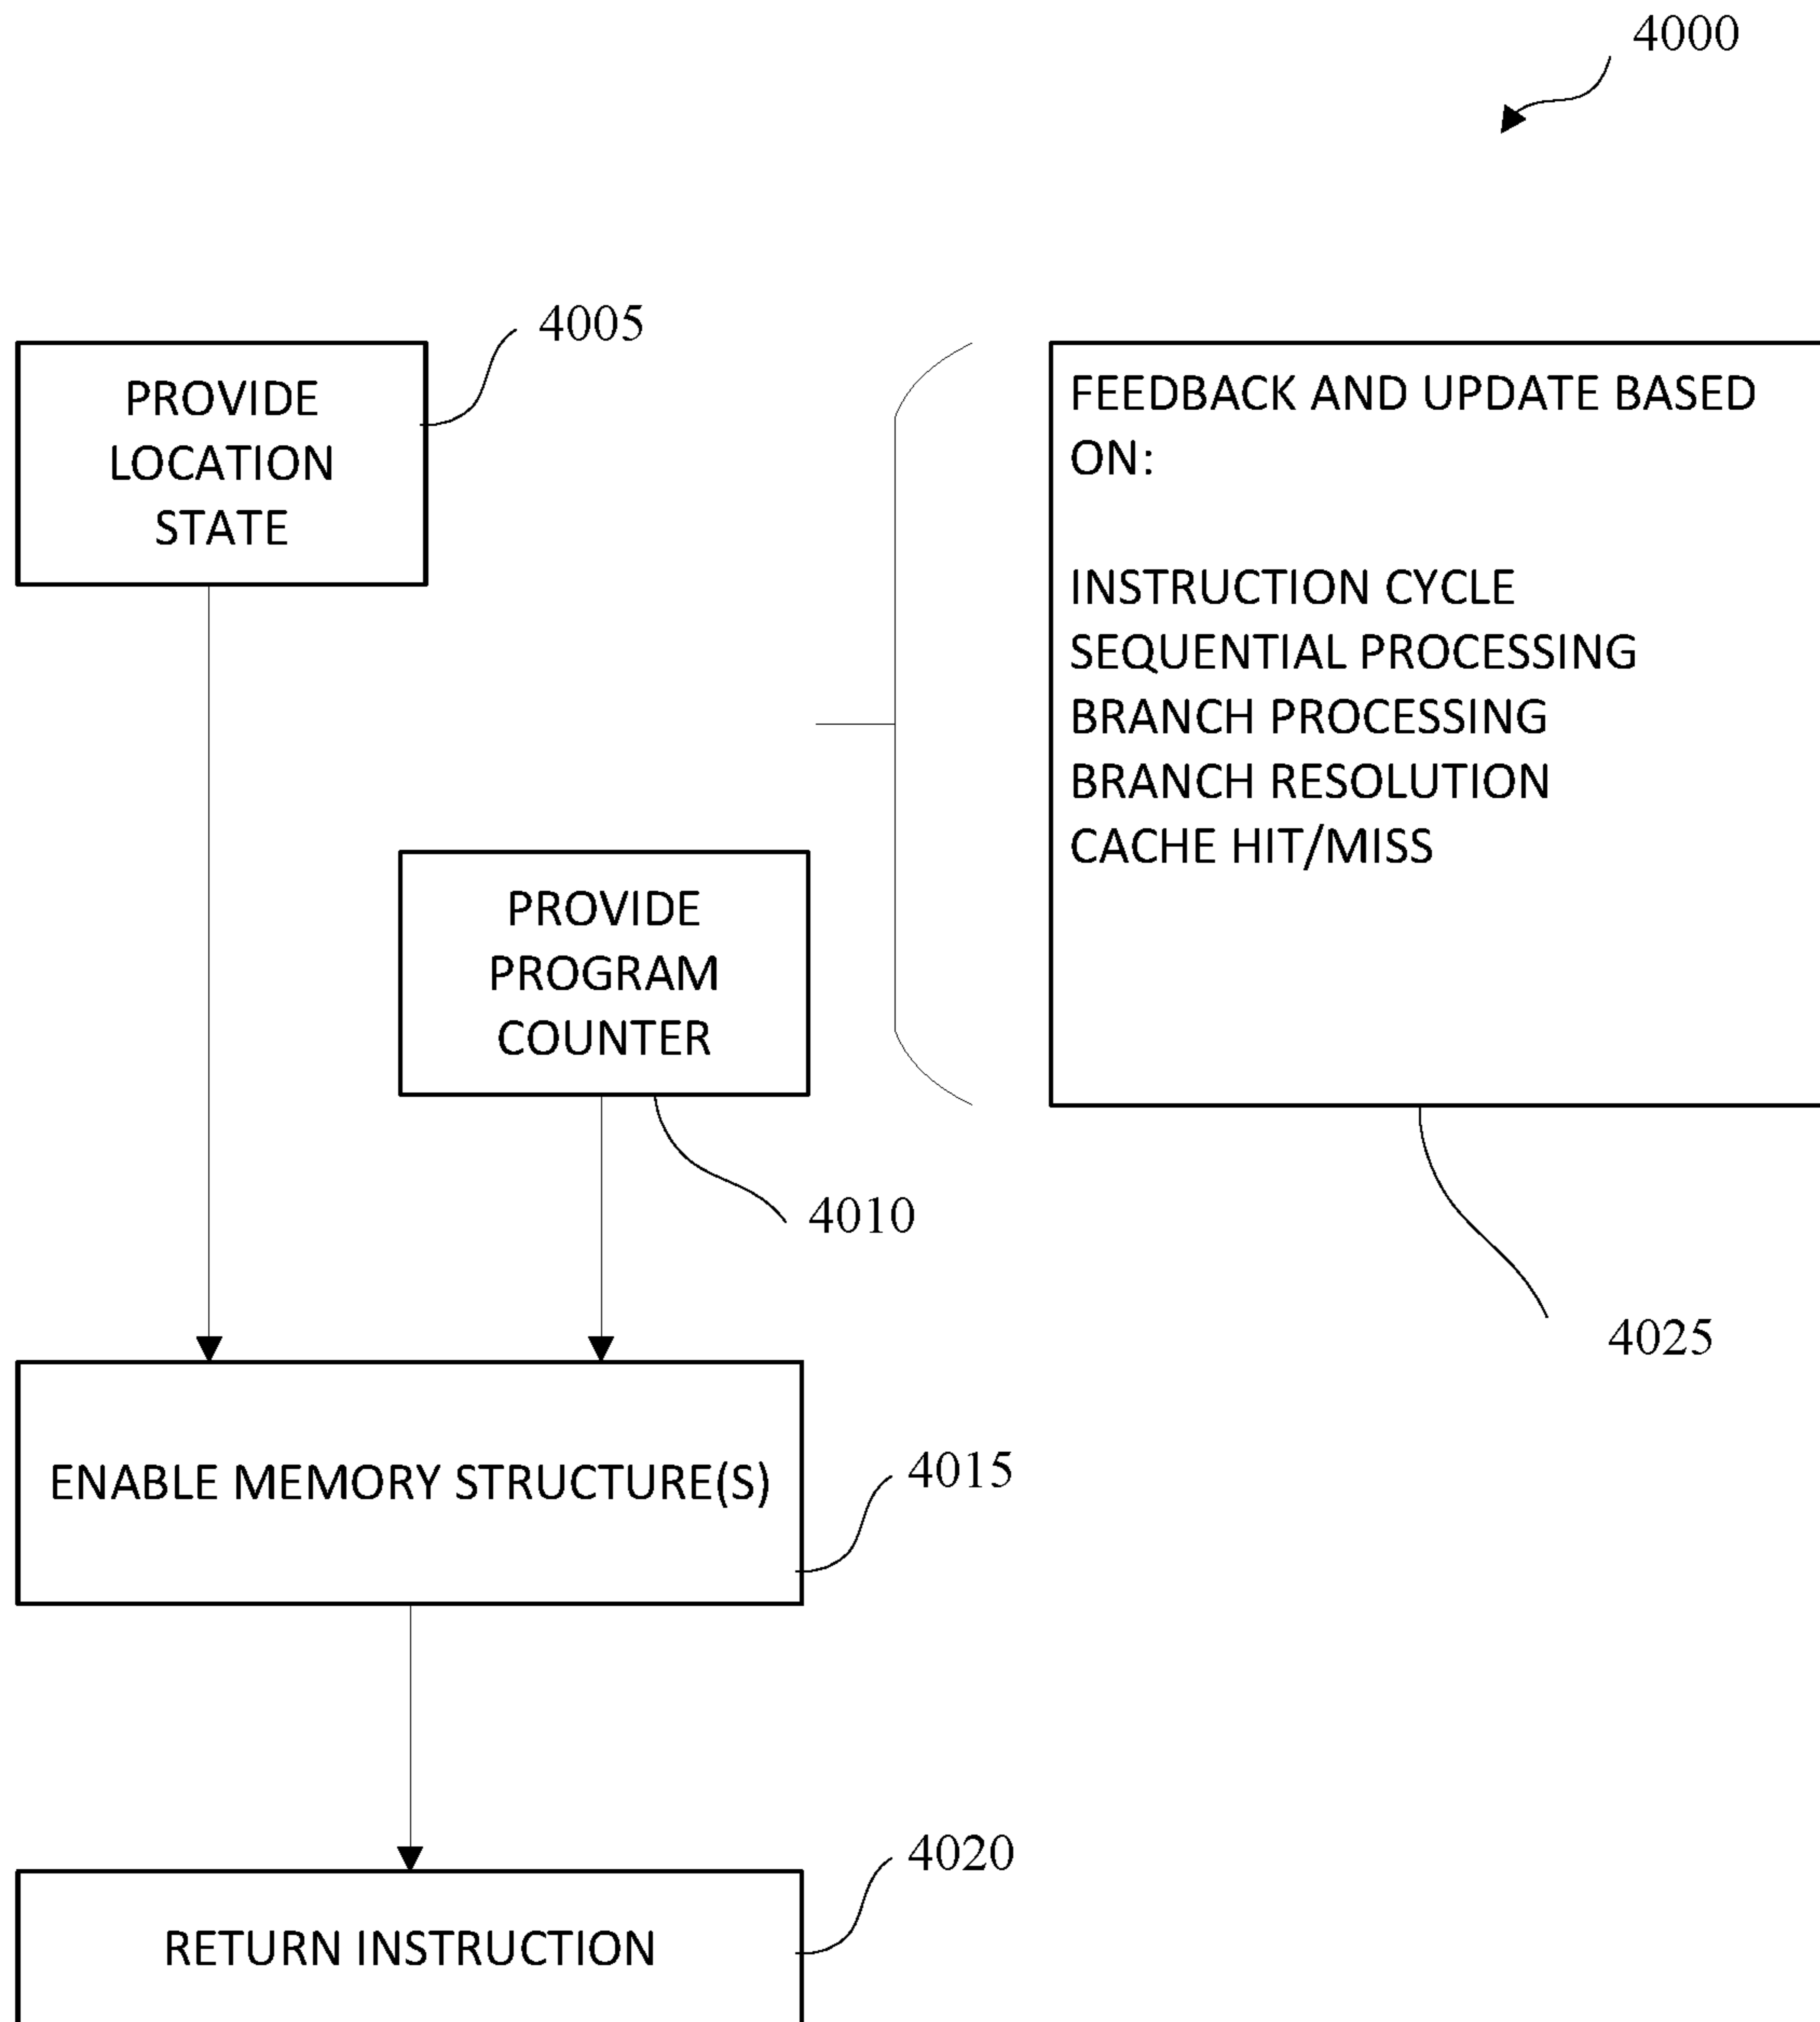 4000
4005
PROVIDE
LOCATION
STATE
FEEDBACK AND UPDATE BASED
ON:
INSTRUCTION CYCLE
SEQUENTIAL PROCESSING
BRANCH PROCESSING
BRANCH RESOLUTION
CACHE HIT/MISS
PROVIDE
PROGRAM
COUNTER
4010
4025
ENABLE MEMORY STRUCTURE(S)
4015
4020
RETURN INSTRUCTION